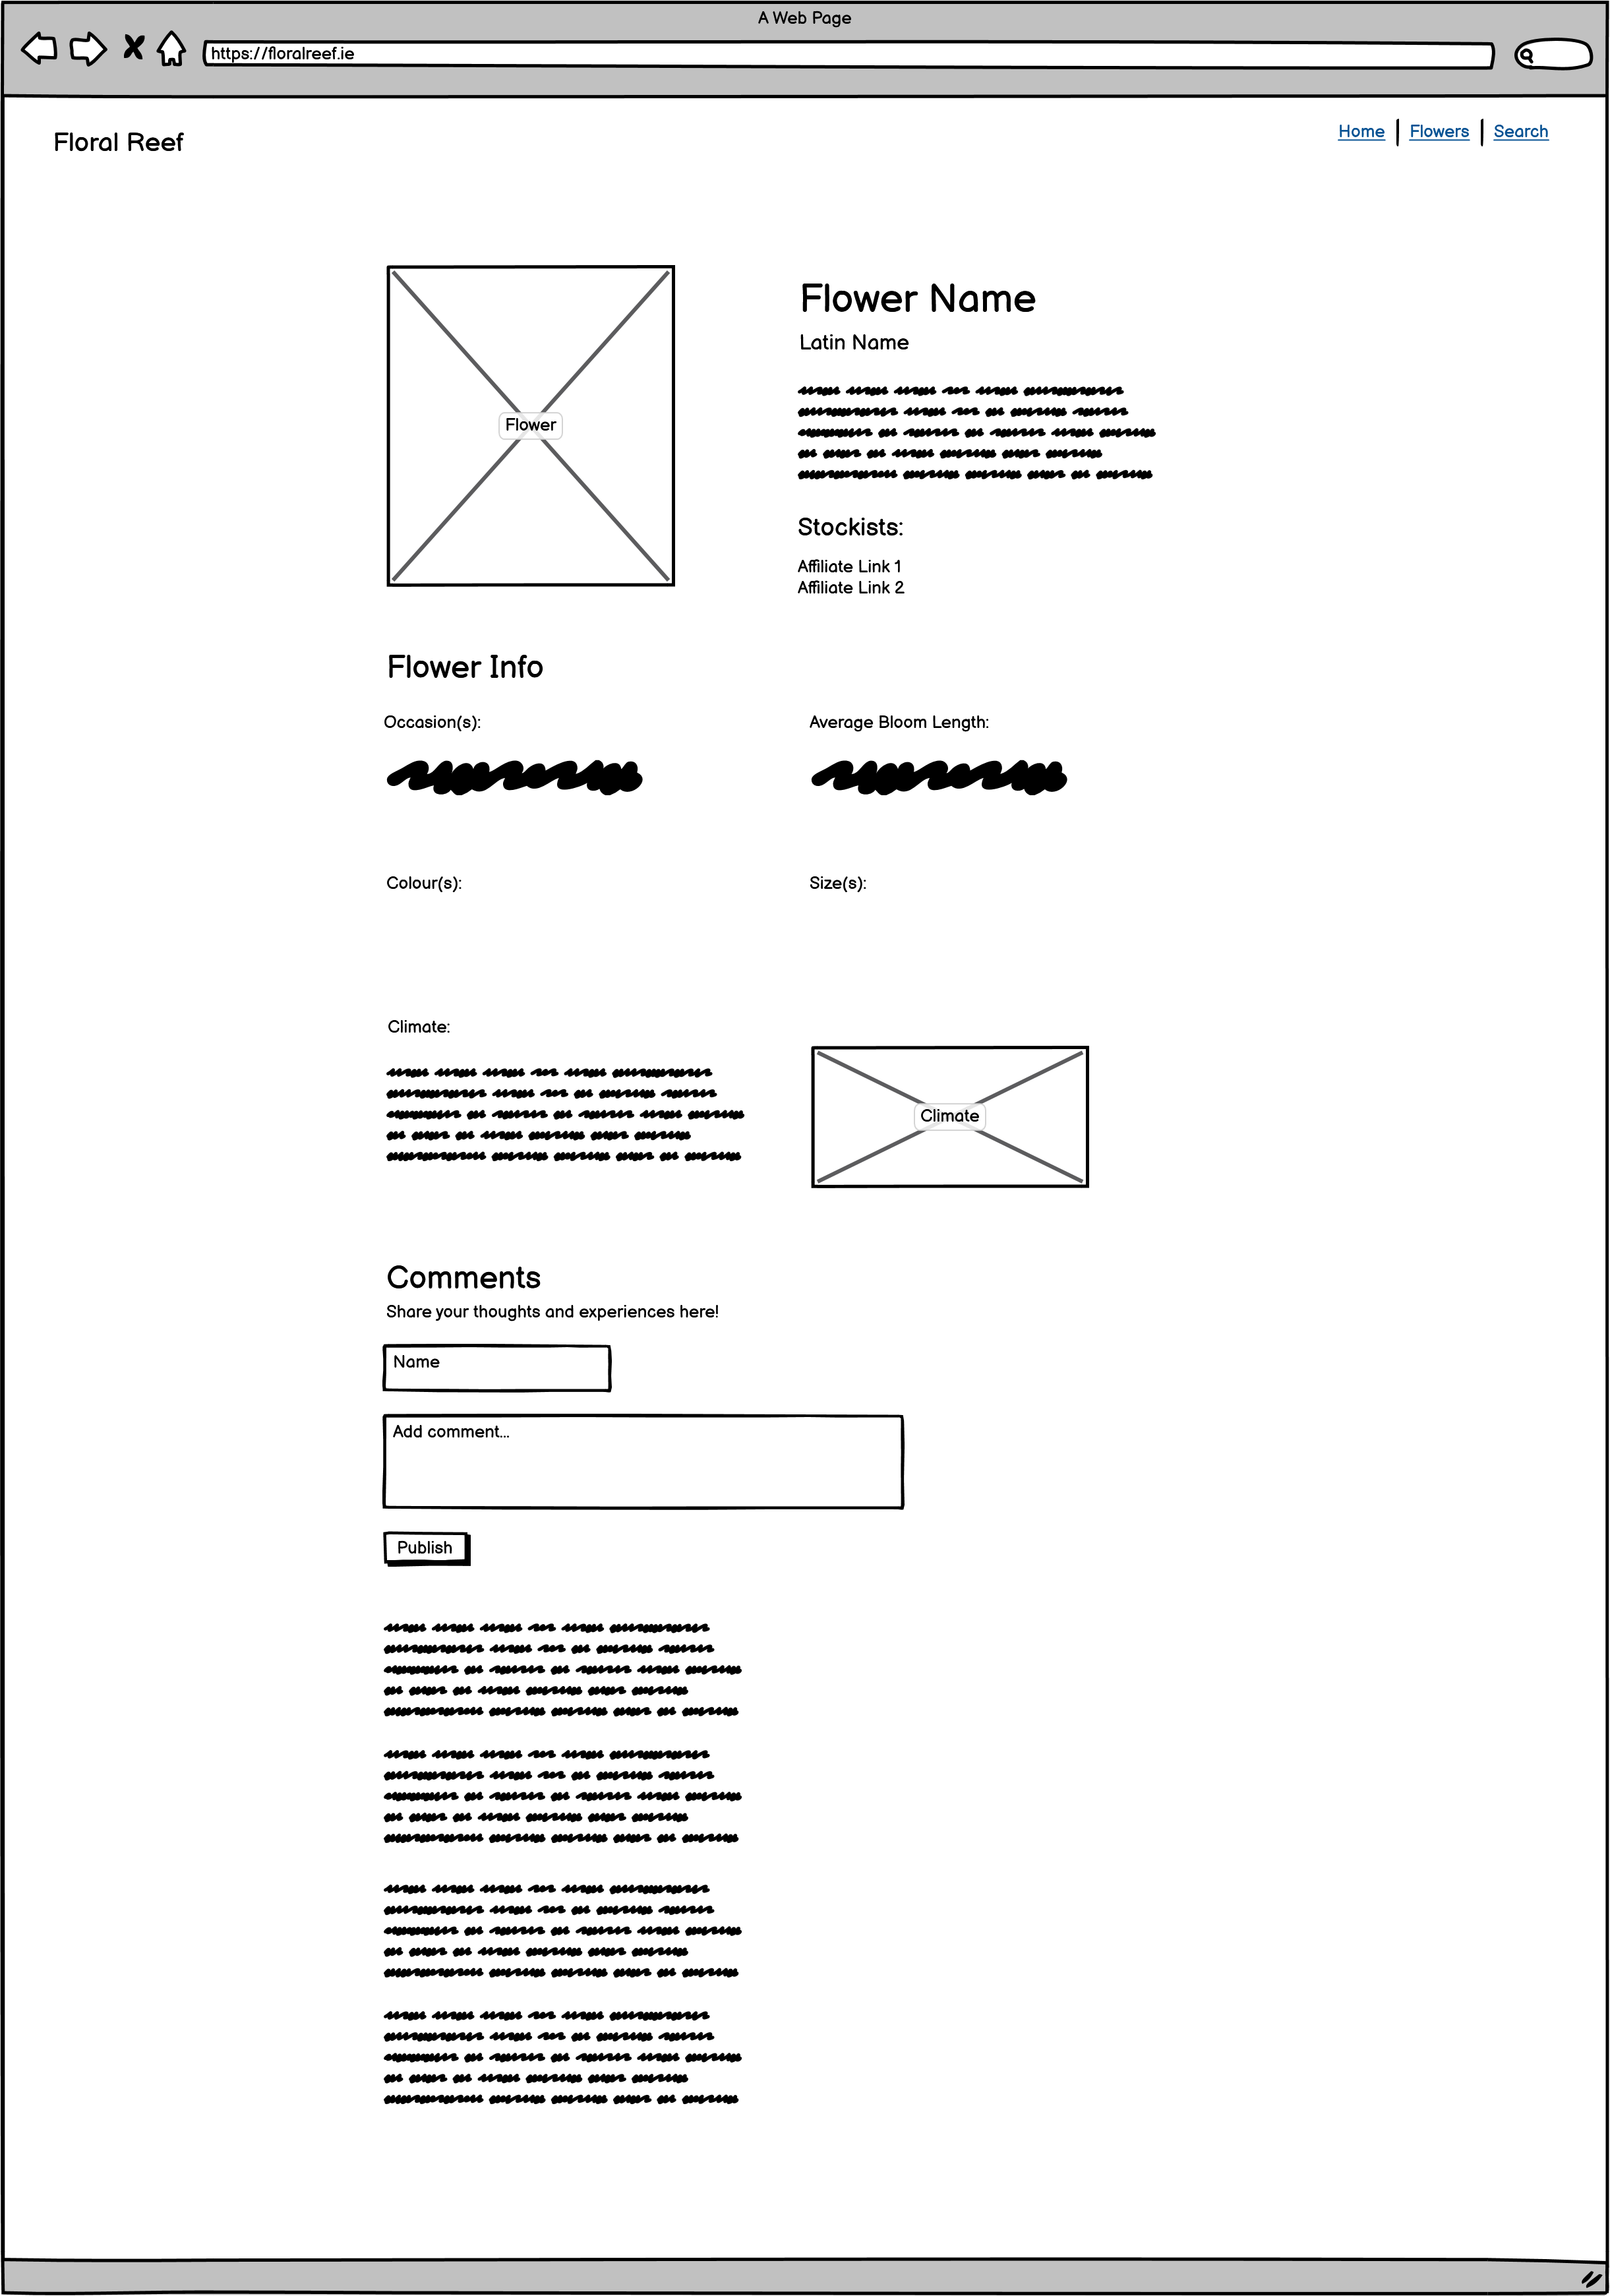 A Web Page
https://floralreef.ie
Floral Reef
Home | Flowers | Search
Flower
Flower Name
Latin Name
Stockists:
Affiliate Link 1
Affiliate Link 2
Flower Info
Occasion(s):
Average Bloom Length:
Colour(s):
Size(s):
Climate:
Climate
Comments
Share your thoughts and experiences here!
Name
Add comment...
Publish